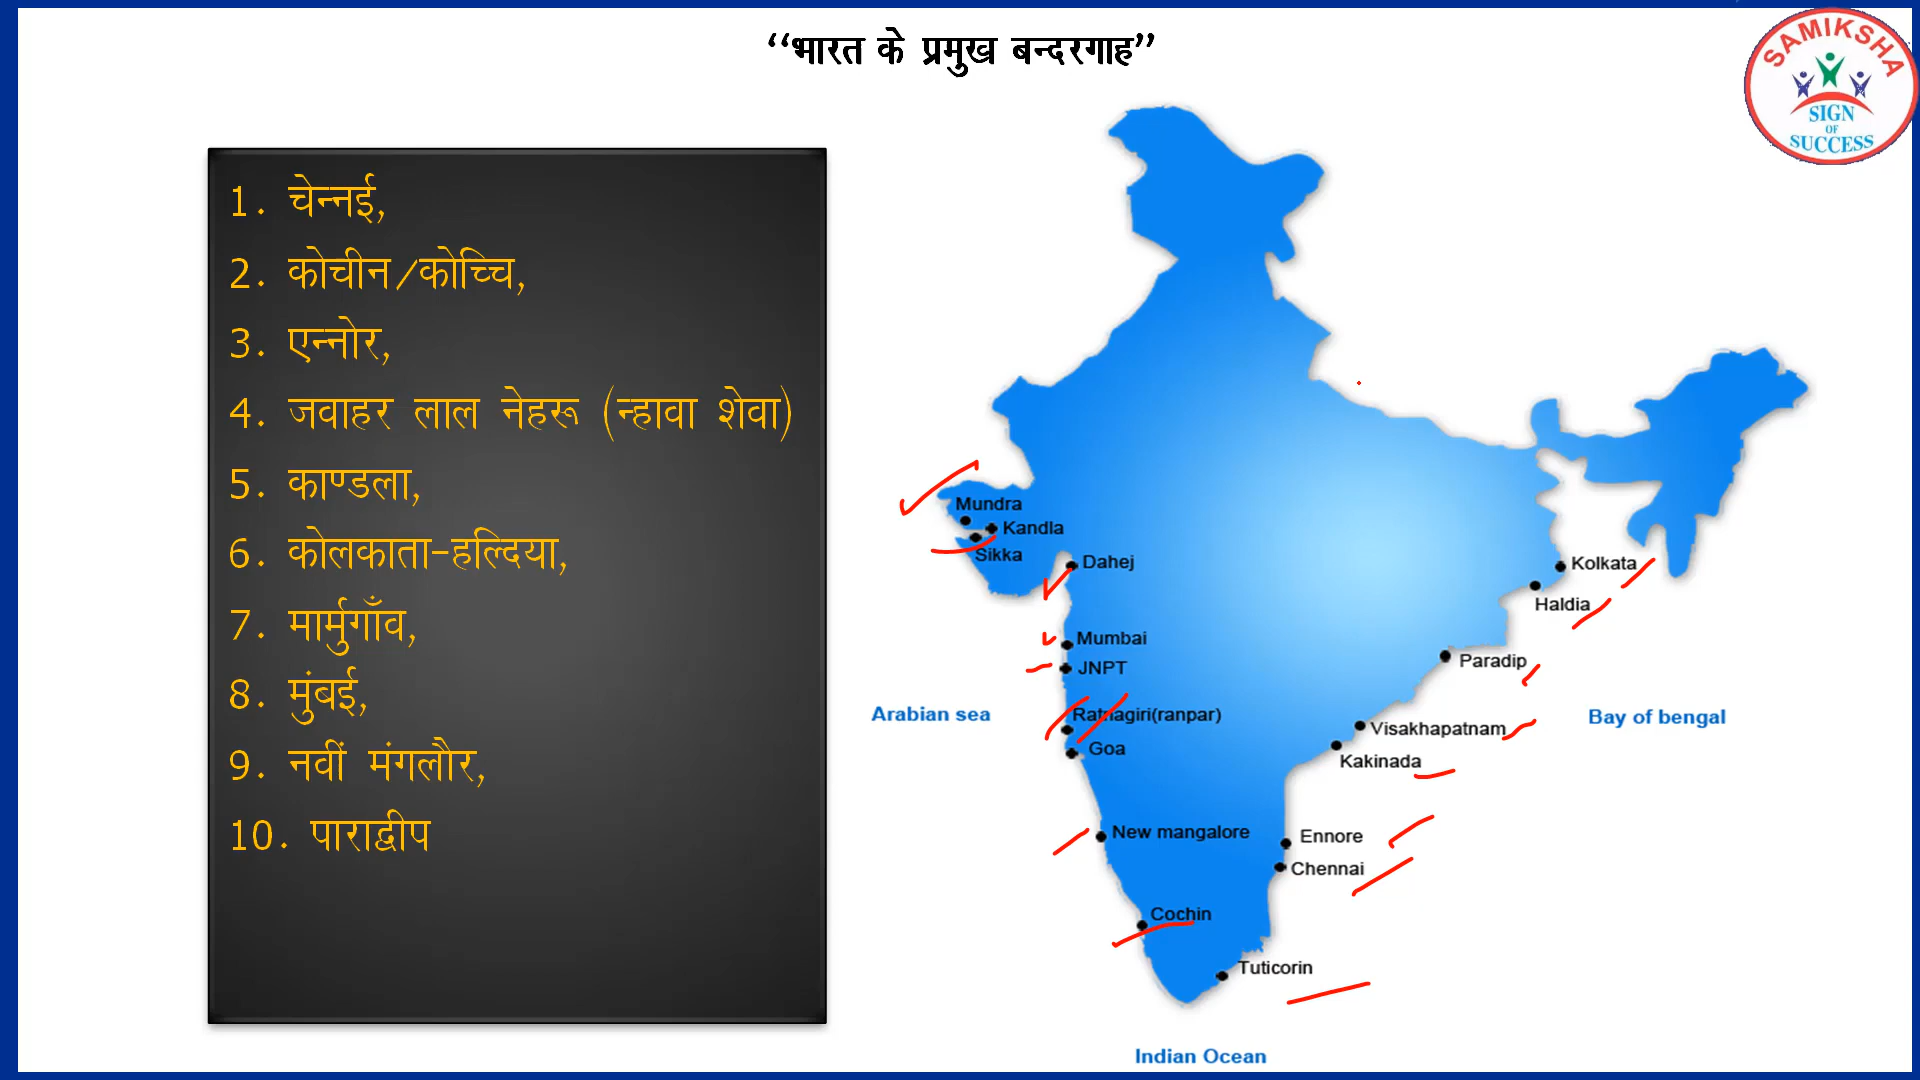 ‘‘भारत के प्रमुख बन्दरगाह’’
SAMIKSHA
SIGN
OF
SUCCESS
1. चेन्नई,
2. कोचीन/कोच्चि,
3. एन्नोर,
4. जवाहर लाल नेहरू (न्हावा शेवा)
5. काण्डला,
6. कोलकाता-हल्दिया,
7. मार्मुगाँव,
8. मुंबई,
9. नवीं मंगलौर,
10. पाराद्वीप
Mundra
Kandla
Sikka
Dahej
Kolkata
Haldia
Mumbai
JNPT
Paradip
Arabian sea
Ratnagiri(ranpar)
Bay of bengal
Visakhapatnam
Goa
Kakinada
New mangalore
Ennore
Chennai
Cochin
Tuticorin
Indian Ocean